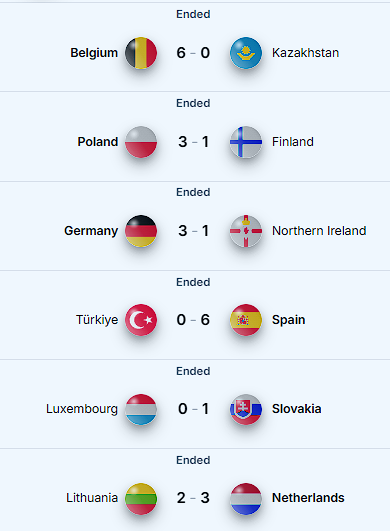 Ended
Belgium 6 - 0 Kazakhstan
Ended
Poland 3 - 1 Finland
Ended
Germany 3 - 1 Northern Ireland
Ended
Türkiye 0 - 6 Spain
Ended
Luxembourg 0 - 1 Slovakia
Ended
Lithuania 2 - 3 Netherlands